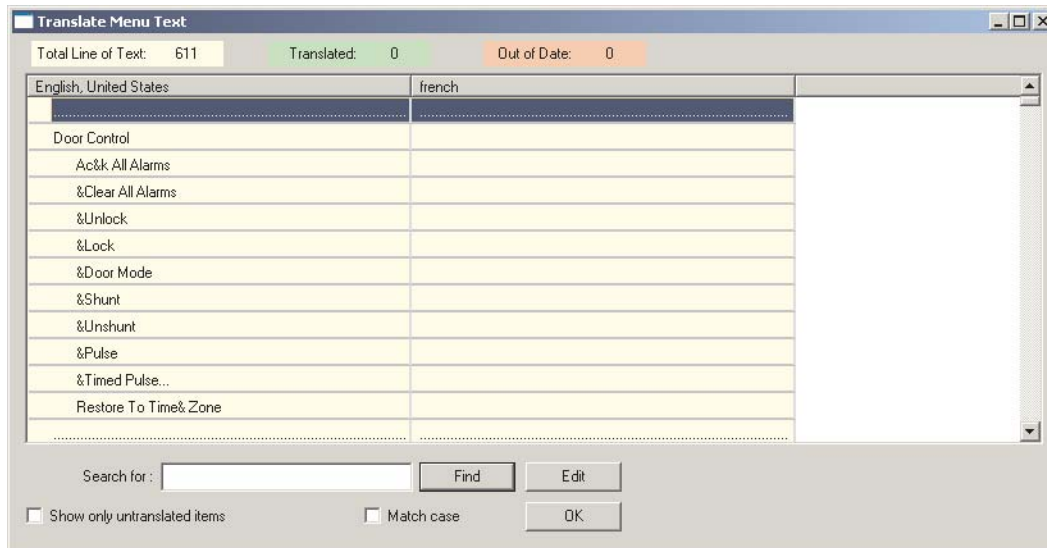 Translate Menu Text
Total Line of Text: 611 Translated: 0 Out of Date: 0
English, United States french
Door Control
Ac&k All Alarms
&Clear All Alarms
&Unlock
&Lock
&Door Mode
&Shunt
&Unshunt
&Pulse
&Timed Pulse...
Restore To Time& Zone
Search for : Find Edit
Show only untranslated items Match case OK